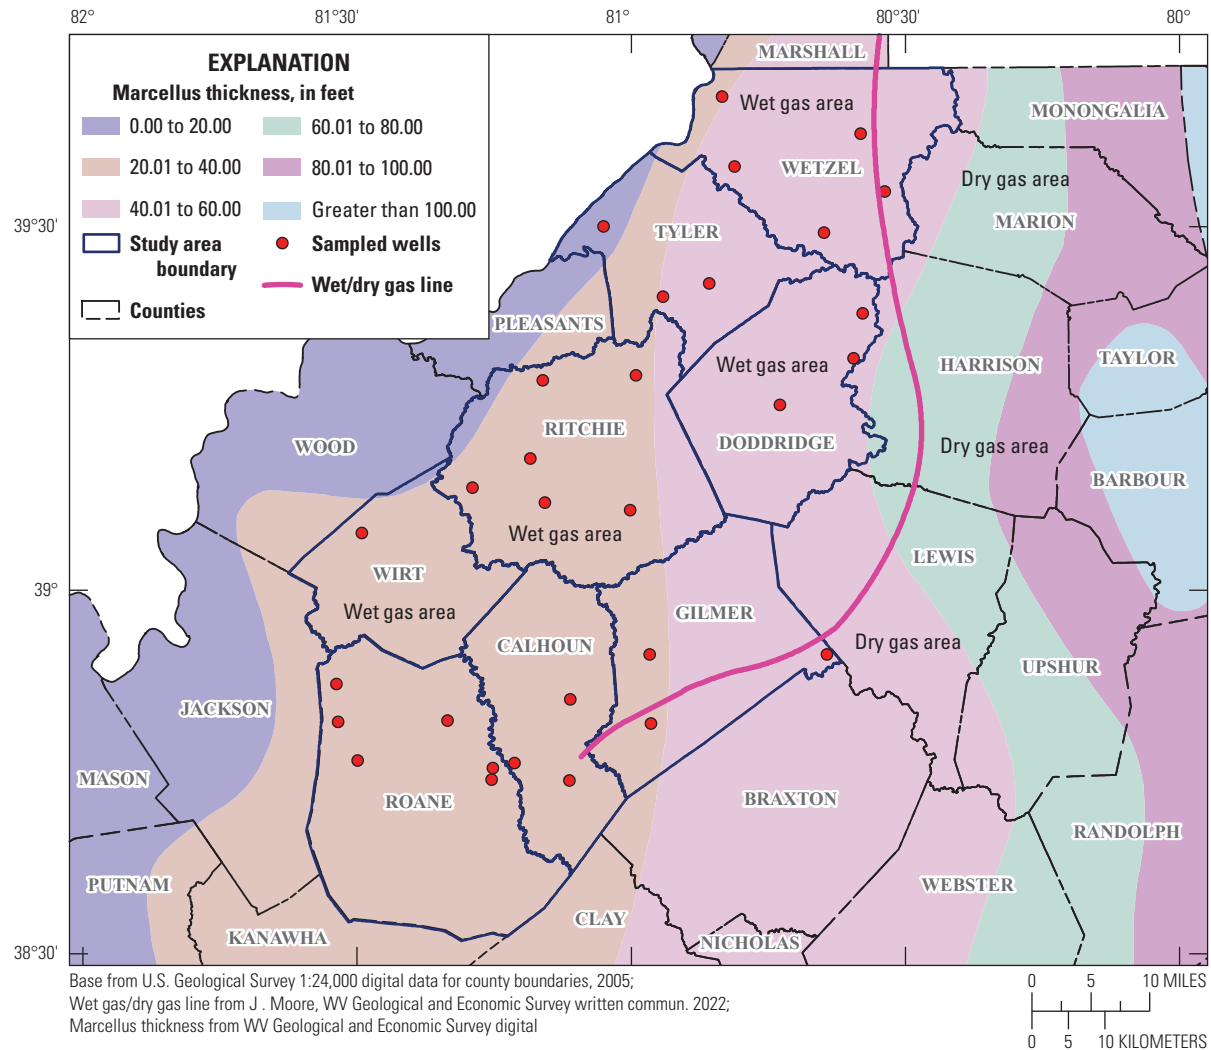 82°
81°30'
81°
80°30'
80°
39°30'
39°
38°30'
EXPLANATION
Marcellus thickness, in feet
0.00 to 20.00
60.01 to 80.00
20.01 to 40.00
80.01 to 100.00
40.01 to 60.00
Greater than 100.00
Study area
boundary
Sampled wells
Wet/dry gas line
Counties
MARSHALL
Wet gas area
MONONGALIA
WETZEL
Dry gas area
MARION
TYLER
PLEASANTS
Wet gas area
HARRISON
TAYLOR
RITCHIE
DODDRIDGE
WOOD
Dry gas area
BARBOUR
Wet gas area
LEWIS
WIRT
Wet gas area
GILMER
CALHOUN
Dry gas area
UPSHUR
JACKSON
MASON
ROANE
BRAXTON
RANDOLPH
PUTNAM
WEBSTER
CLAY
KANAWHA
NICHOLAS
Base from U.S. Geological Survey 1:24,000 digital data for county boundaries, 2005;
Wet gas/dry gas line from J . Moore, WV Geological and Economic Survey written commun. 2022;
Marcellus thickness from WV Geological and Economic Survey digital
0 5 10 MILES
0 5 10 KILOMETERS